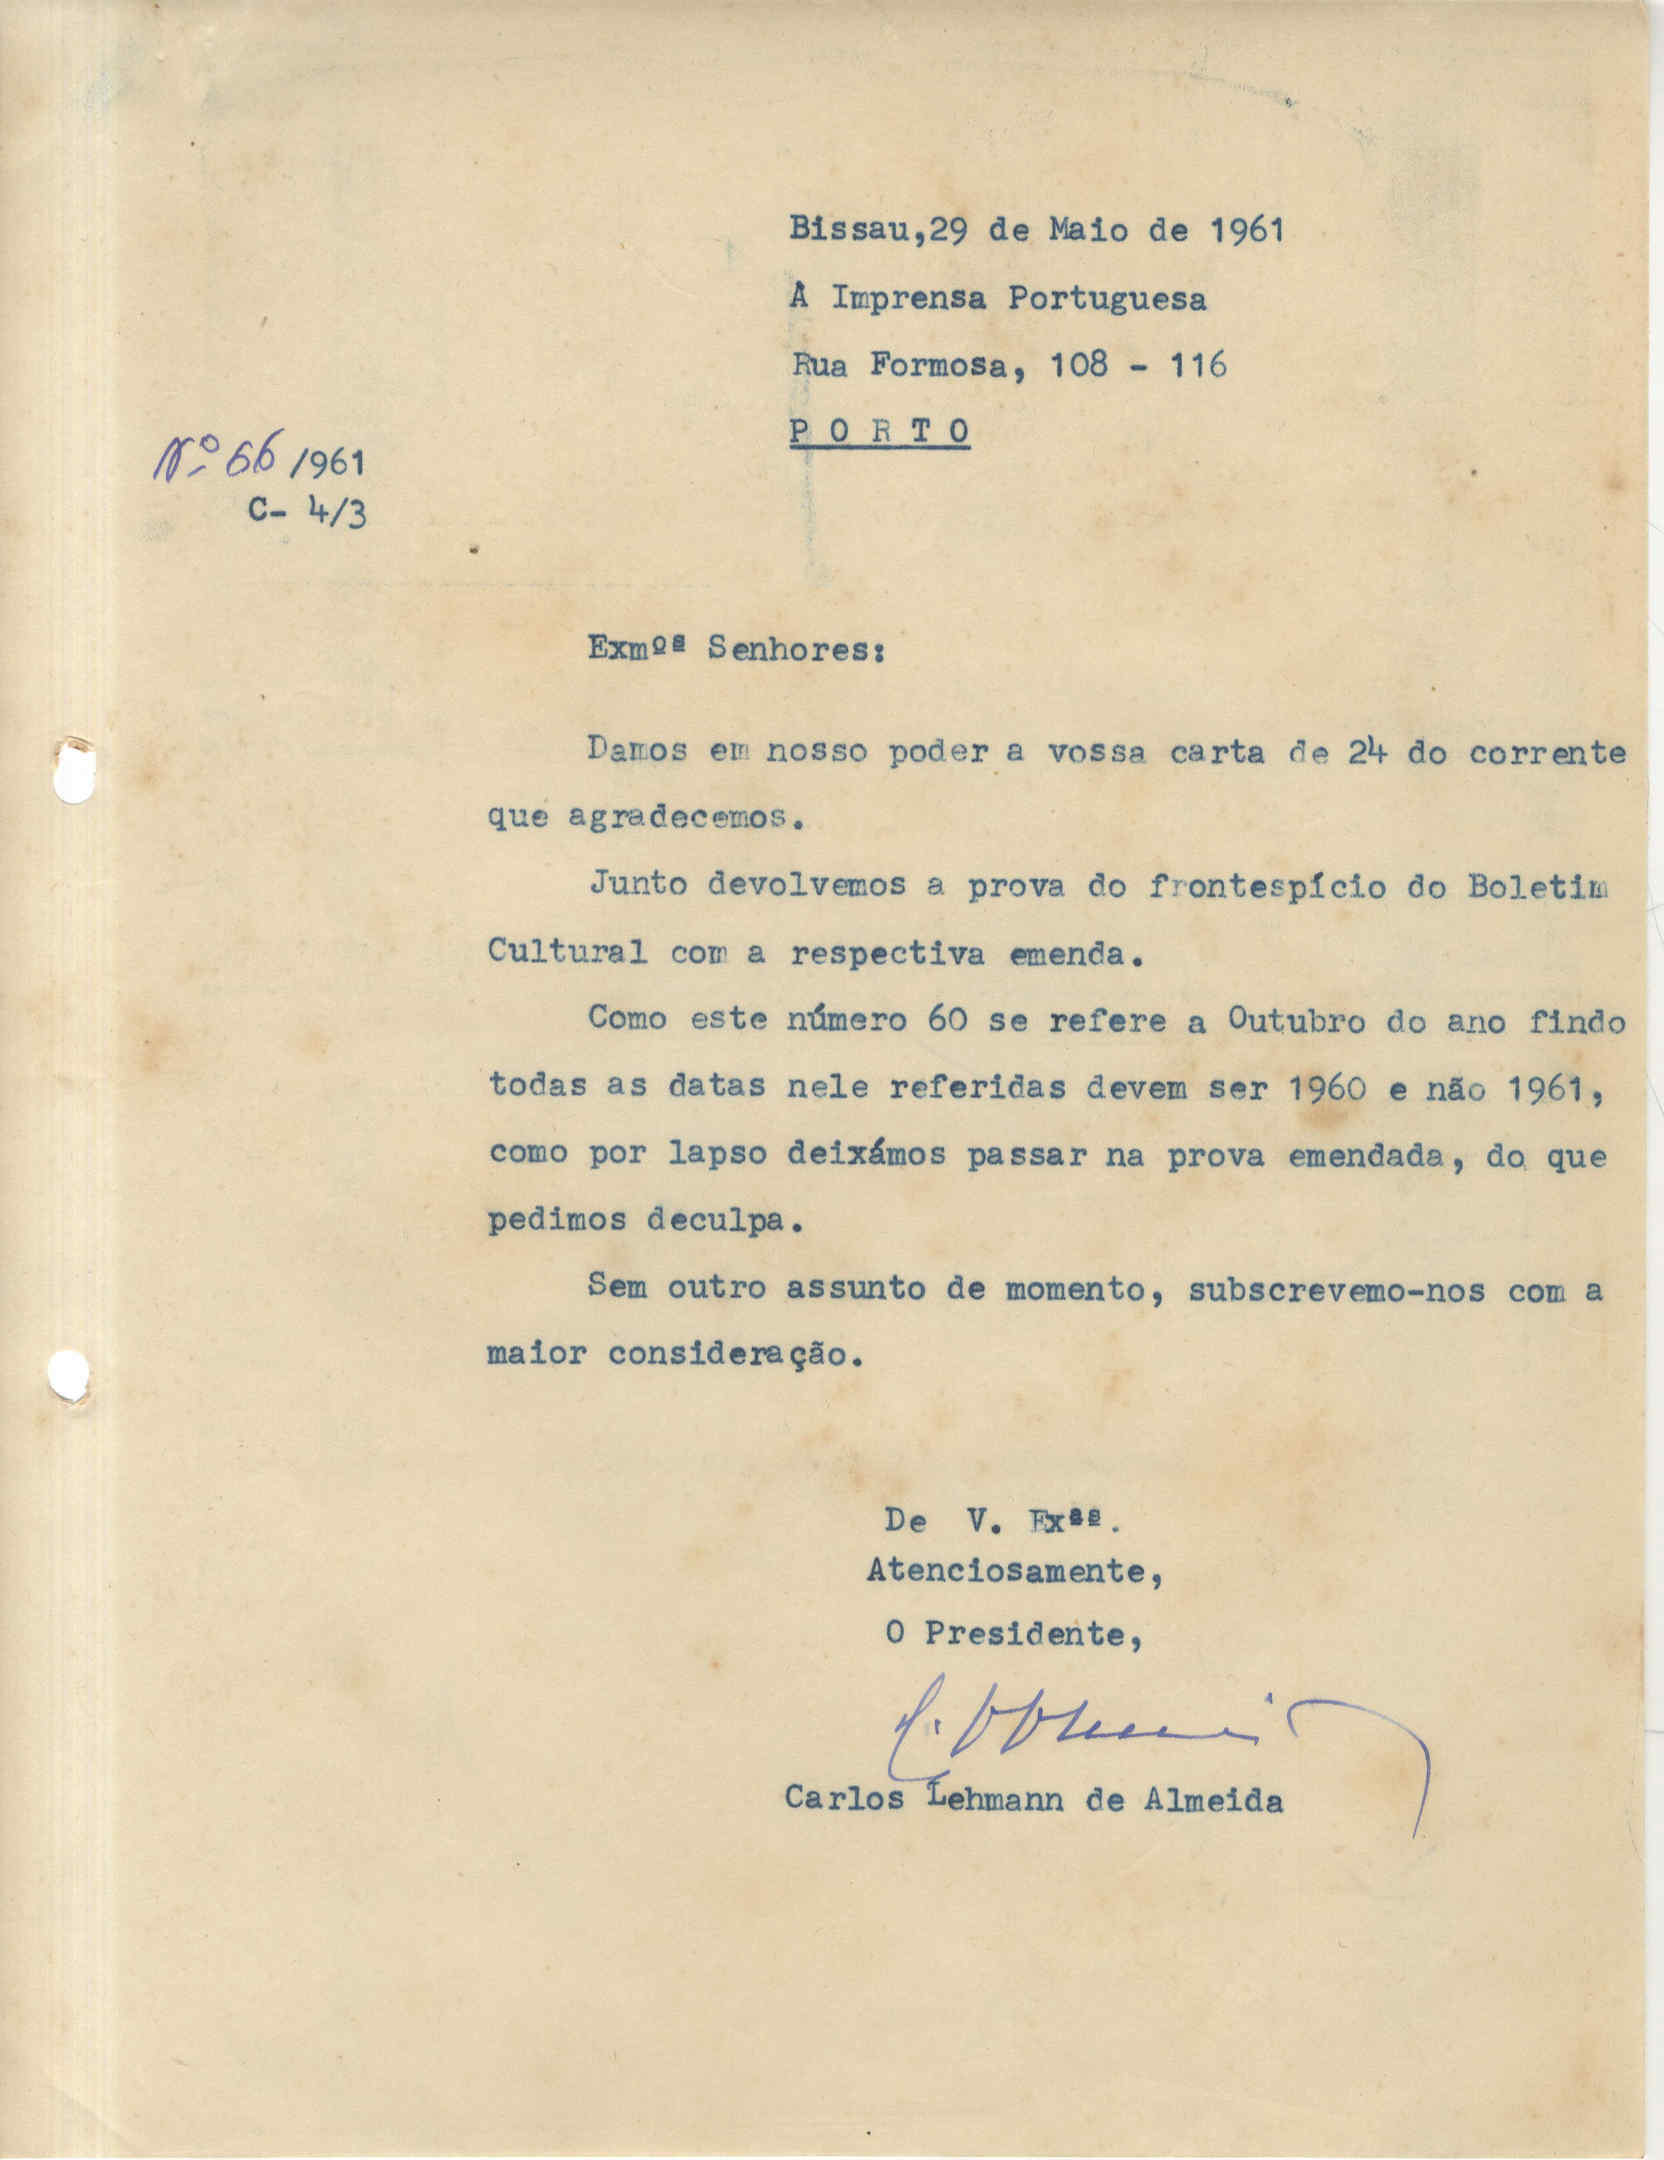 Bissau,29 de Maio de 1961
À Imprensa Portuguesa
Rua Formosa, 108 - 116
P O R T O
Nº 66 /961
C- 4/3
Exmºs Senhores:
Damos em nosso poder a vossa carta de 24 do corrente
que agradecemos.
Junto devolvemos a prova do frontespício do Boletim
Cultural com a respectiva emenda.
Como este número 60 se refere a Outubro do ano findo
todas as datas nele referidas devem ser 1960 e não 1961,
como por lapso deixámos passar na prova emendada, do que
pedimos deculpa.
Sem outro assunto de momento, subscrevemo-nos com a
maior consideração.
De V. Exªs.
Atenciosamente,
O Presidente,
Carlos Lehmann de Almeida